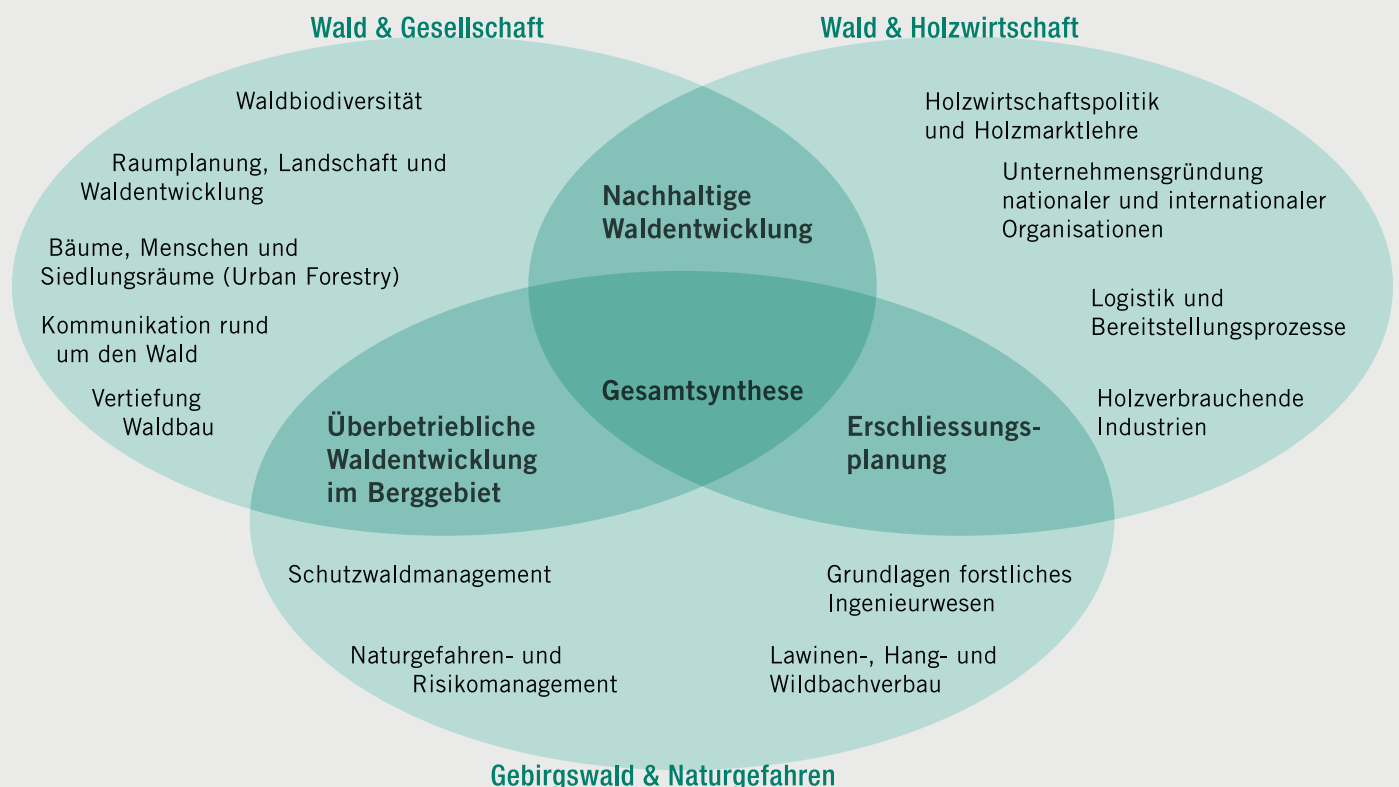 Wald & Gesellschaft
Wald & Holzwirtschaft
Waldbiodiversität
Raumplanung, Landschaft und
Waldentwicklung
Bäume, Menschen und
Siedlungsräume (Urban Forestry)
Kommunikation rund
um den Wald
Vertiefung
Waldbau
Nachhaltige
Waldentwicklung
Holzwirtschaftspolitik
und Holzmarktlehre
Unternehmensgründung
nationaler und internationaler
Organisationen
Logistik und
Bereitstellungsprozesse
Holzverbrauchende
Industrien
Gesamtsynthese
Überbetriebliche
Waldentwicklung
im Berggebiet
Erschliessungs-
planung
Schutzwaldmanagement
Naturgefahren- und
Risikomanagement
Grundlagen forstliches
Ingenieurwesen
Lawinen-, Hang- und
Wildbachverbau
Gebirgswald & Naturgefahren